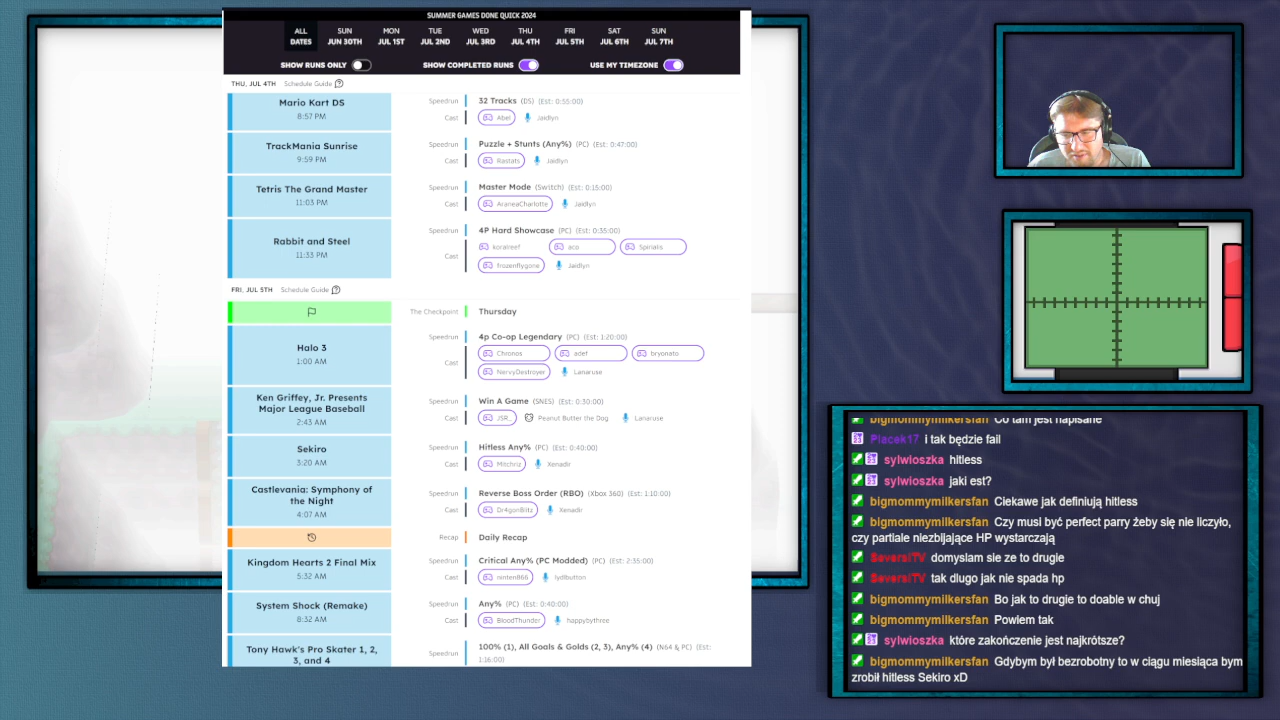 SUMMER GAMES DONE QUICK 2024
ALL DATES
SUN JUN 30TH
MON JUL 1ST
TUE JUL 2ND
WED JUL 3RD
THU JUL 4TH
FRI JUL 5TH
SAT JUL 6TH
SUN JUL 7TH
SHOW RUNS ONLY
SHOW COMPLETED RUNS
USE MY TIMEZONE
THU, JUL 4TH Schedule Guide
Mario Kart DS
8:57 PM
Speedrun 32 Tracks (DS) (Est: 0:55:00)
Cast Abel Jaidlyn
TrackMania Sunrise
9:59 PM
Speedrun Puzzle + Stunts (Any%) (PC) (Est: 0:47:00)
Cast Rastats Jaidlyn
Tetris The Grand Master
11:03 PM
Speedrun Master Mode (Switch) (Est: 0:15:00)
Cast AraneaCharlotte Jaidlyn
Rabbit and Steel
11:33 PM
Speedrun 4P Hard Showcase (PC) (Est: 0:35:00)
Cast koralreef aco Spiralis
frozenflygone Jaidlyn
FRI, JUL 5TH Schedule Guide
The Checkpoint Thursday
Halo 3
1:00 AM
Speedrun 4p Co-op Legendary (PC) (Est: 1:20:00)
Cast Chronos adef bryonato
NervyDestroyer Lanaruse
Ken Griffey, Jr. Presents
Major League Baseball
2:43 AM
Speedrun Win A Game (SNES) (Est: 0:30:00)
Cast JSR_ Peanut Butter the Dog Lanaruse
Sekiro
3:20 AM
Speedrun Hitless Any% (PC) (Est: 0:40:00)
Cast Mitchriz Xenadir
Castlevania: Symphony of
the Night
4:07 AM
Speedrun Reverse Boss Order (RBO) (Xbox 360) (Est: 1:10:00)
Cast Dr4gonBlitz Xenadir
Recap Daily Recap
Kingdom Hearts 2 Final Mix
5:32 AM
Speedrun Critical Any% (PC Modded) (Est: 2:35:00)
Cast ninten866 lydibutton
System Shock (Remake)
8:32 AM
Speedrun Any% (PC) (Est: 0:40:00)
Cast BloodThunder happybythree
Tony Hawk's Pro Skater 1, 2,
3, and 4
Speedrun 100% (1), All Goals & Golds (2, 3), Any% (4) (N64 & PC) (Est:
1:16:00)
bigmommymilkersfan Co tam jest napisane
Placek17 i tak będzie fail
sylwioszka hitless
sylwioszka jaki est?
bigmommymilkersfan Ciekawe jak definiują hitless
bigmommymilkersfan Czy musi być perfect parry żeby się nie liczyło,
czy partiale niezbijające HP wystarczają
SeversITV domyslam sie ze to drugie
SeversITV tak dlugo jak nie spada hp
bigmommymilkersfan Bo jak to drugie to doable w chuj
bigmommymilkersfan Powiem tak
sylwioszka które zakończenie jest najkrótsze?
bigmommymilkersfan Gdybym był bezrobotny to w ciągu miesiąca bym
zrobił hitless Sekiro xD